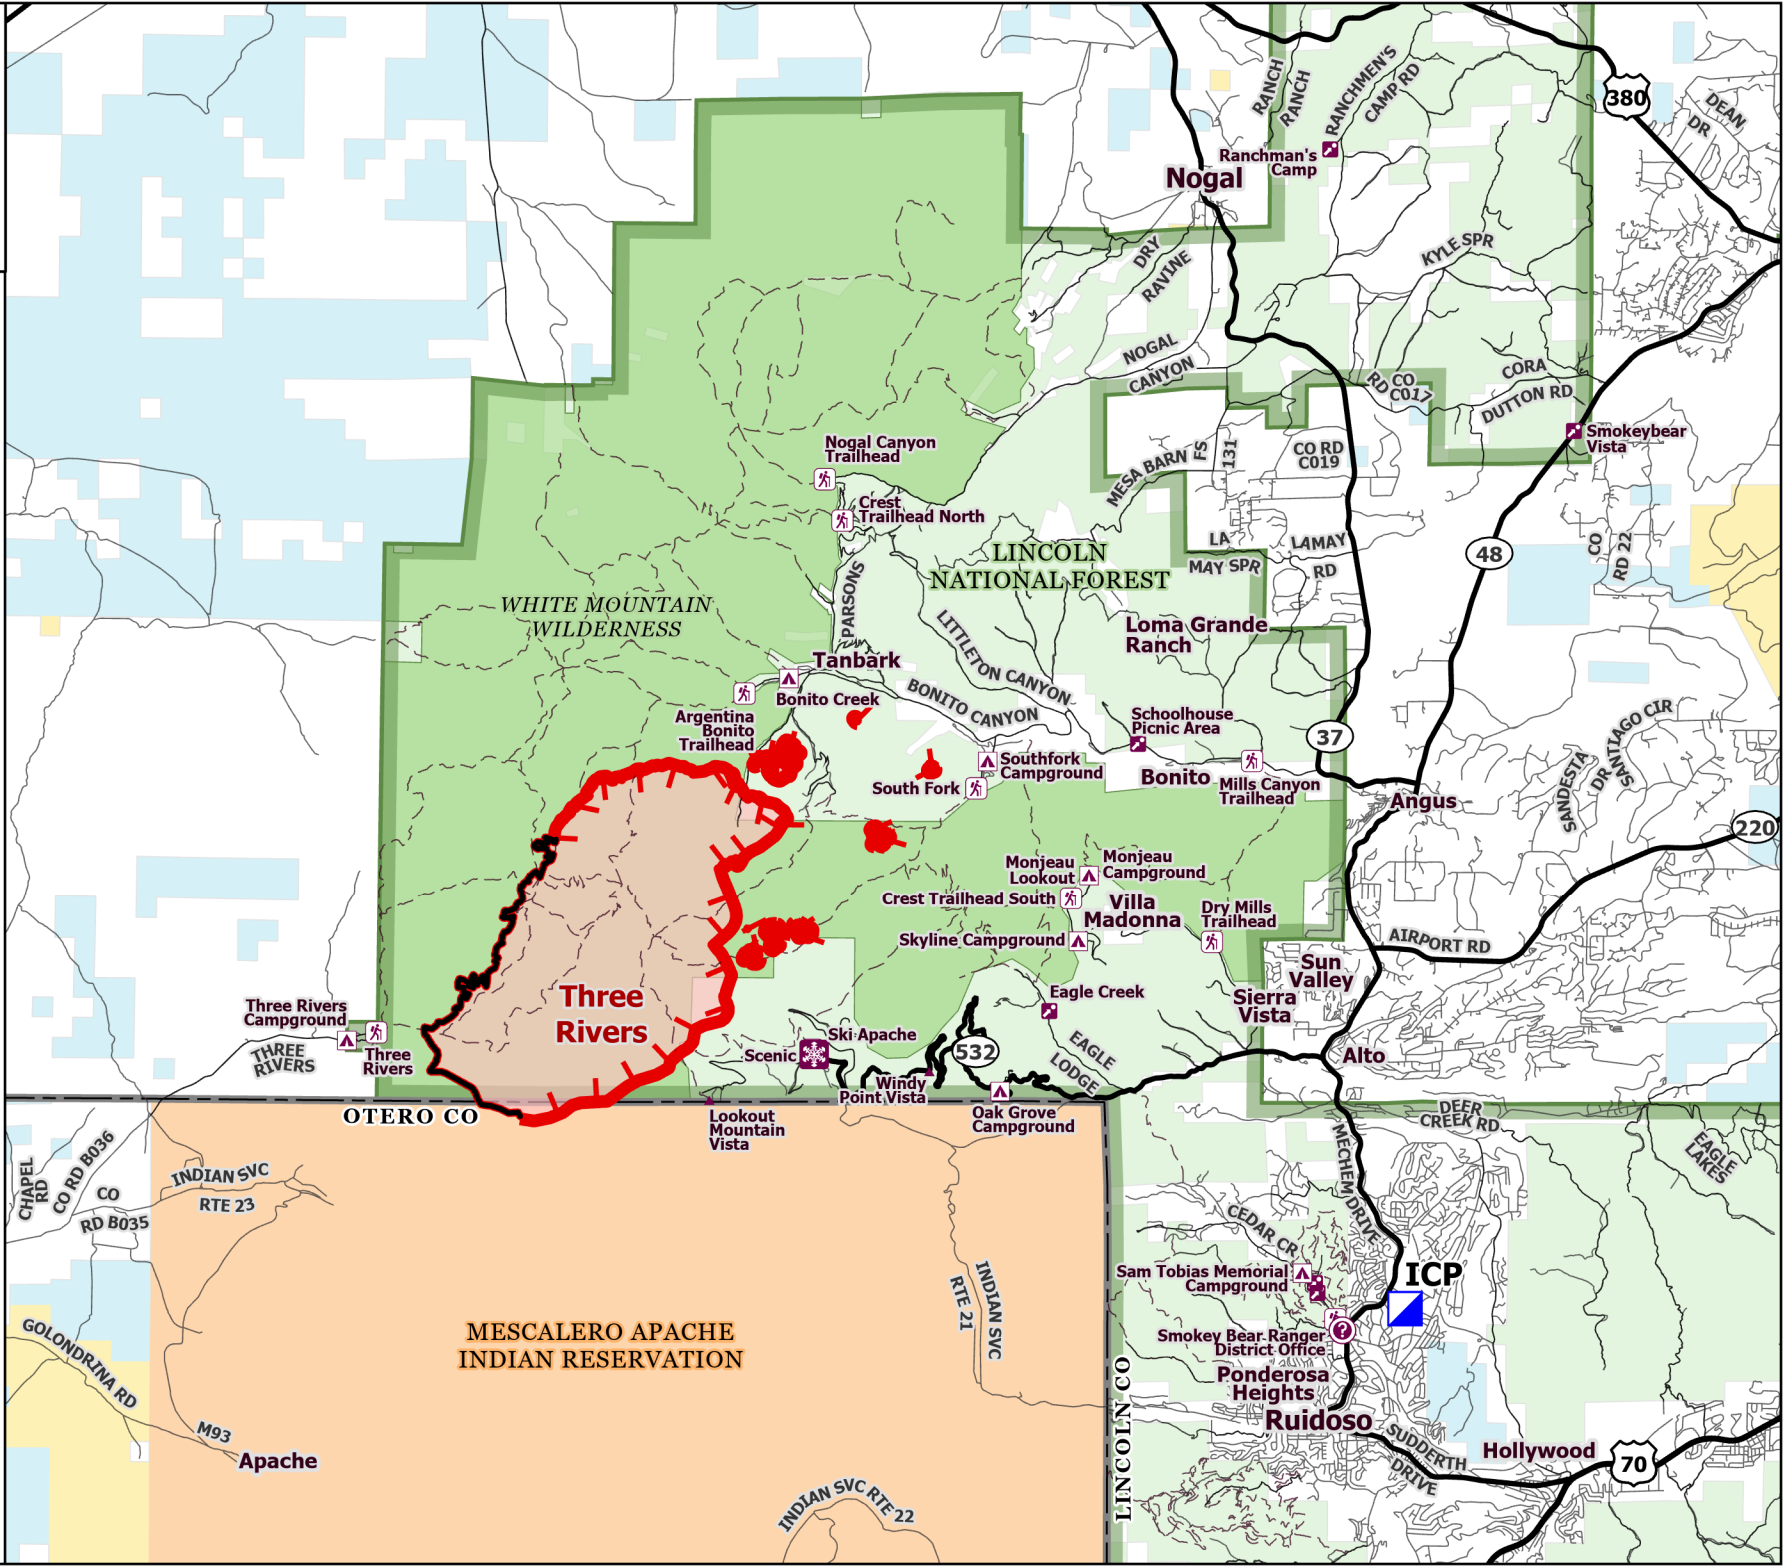 380
DEAN
DR
RANCH
RANCH
RANCHMEN'S
CAMP RD
Ranchman's
Camp
Nogal
DRY
RAVINE
KYLE SPR
NOGAL
CANYON
CORA
DUTTON RD
CO
RD C017
Smokeybear
Vista
Nogal Canyon
Trailhead
Crest
Trailhead North
MESA BARN
FS
131
CO RD
C019
LINCOLN
NATIONAL FOREST
LA
MAY SPR
LAMAY
RD
48
CO
RD 22
WHITE MOUNTAIN
WILDERNESS
PARSONS
LITTLETON CANYON
Loma Grande
Ranch
Tanbark
Bonito Creek
BONITO CANYON
Argentina
Bonito
Trailhead
Schoolhouse
Picnic Area
37
SANTIAGO CIR
SANDESTA
DR
Southfork
Campground
South Fork
Bonito
Mills Canyon
Trailhead
Angus
220
Monjeau
Lookout
Monjeau
Campground
Crest Trailhead South
Villa
Madonna
Dry Mills
Trailhead
Skyline Campground
AIRPORT RD
Sun
Valley
Three
Rivers
Eagle Creek
Sierra
Vista
Three Rivers
Campground
THREE
RIVERS
Three
Rivers
Ski Apache
Scenic
532
EAGLE
LODGE
Alto
Windy
Point Vista
Oak Grove
Campground
OTERO CO
Lookout
Mountain
Vista
DEER
CREEK RD
EAGLE
LAKES
MECHEM DRIVE
CHAPEL
RD
CO RD B036
CO
RD B035
INDIAN SVC
RTE 23
CEDAR CR
Sam Tobias Memorial
Campground
ICP
INDIAN SVC
RTE 21
MESCALERO APACHE
INDIAN RESERVATION
Smokey Bear Ranger
District Office
Ponderosa
Heights
Ruidoso
GOLONDRINA RD
M93
Apache
LINCOLN CO
SUDDERTH
DRIVE
Hollywood
70
INDIAN SVC RTE 22